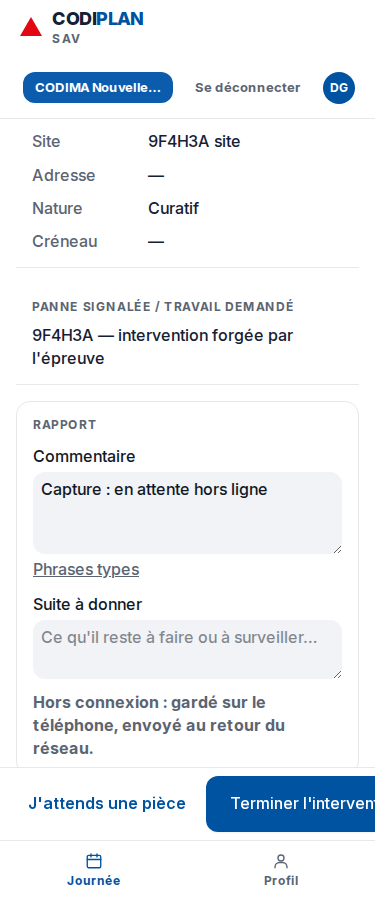 CODIPLAN
SAV
CODIMA Nouvelle...
Se déconnecter
DG
Site 9F4H3A site
Adresse —
Nature Curatif
Créneau —
PANNE SIGNALÉE / TRAVAIL DEMANDÉ
9F4H3A — intervention forgée par
l'épreuve
RAPPORT
Commentaire
Capture : en attente hors ligne
Phrases types
Suite à donner
Ce qu'il reste à faire ou à surveiller...
Hors connexion : gardé sur le
téléphone, envoyé au retour du
réseau.
J'attends une pièce
Terminer l'interven
Journée
Profil